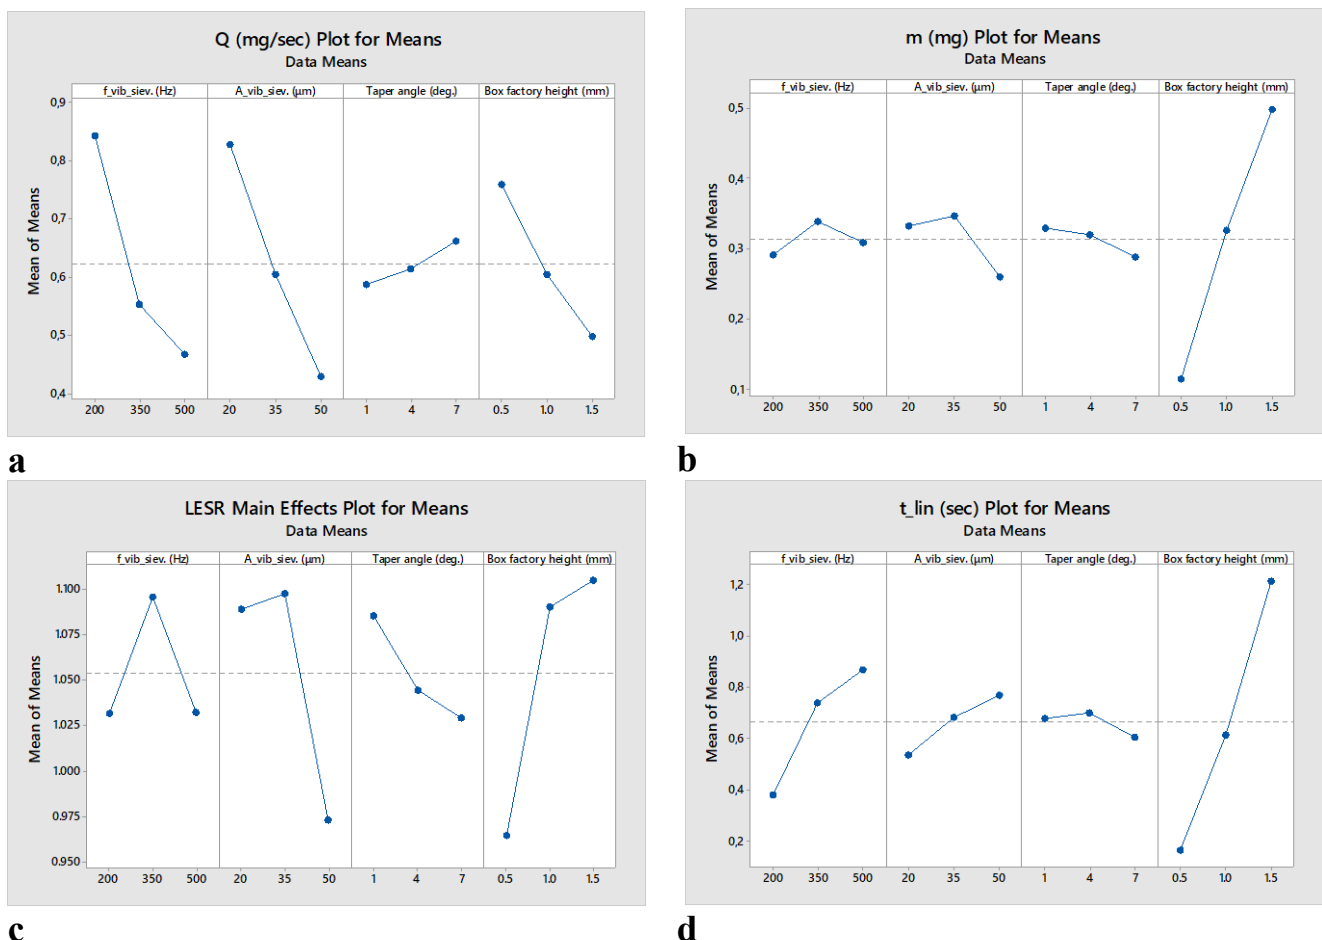 Q (mg/sec) Plot for Means
Data Means
f_vib_siev. (Hz) A_vib_siev. (µm) Taper angle (deg.) Box factory height (mm)
Mean of Means
0,9
0,8
0,7
0,6
0,5
0,4
200 350 500 20 35 50 1 4 7 0.5 1.0 1.5
a
m (mg) Plot for Means
Data Means
f_vib_siev. (Hz) A_vib_siev. (µm) Taper angle (deg.) Box factory height (mm)
Mean of Means
0,5
0,4
0,3
0,2
0,1
200 350 500 20 35 50 1 4 7 0.5 1.0 1.5
b
LESR Main Effects Plot for Means
Data Means
f_vib_siev. (Hz) A_vib_siev. (µm) Taper angle (deg.) Box factory height (mm)
Mean of Means
1.100
1.075
1.050
1.025
1.000
0.975
0.950
200 350 500 20 35 50 1 4 7 0.5 1.0 1.5
c
t_lin (sec) Plot for Means
Data Means
f_vib_siev. (Hz) A_vib_siev. (µm) Taper angle (deg.) Box factory height (mm)
Mean of Means
1,2
1,0
0,8
0,6
0,4
0,2
200 350 500 20 35 50 1 4 7 0.5 1.0 1.5
d